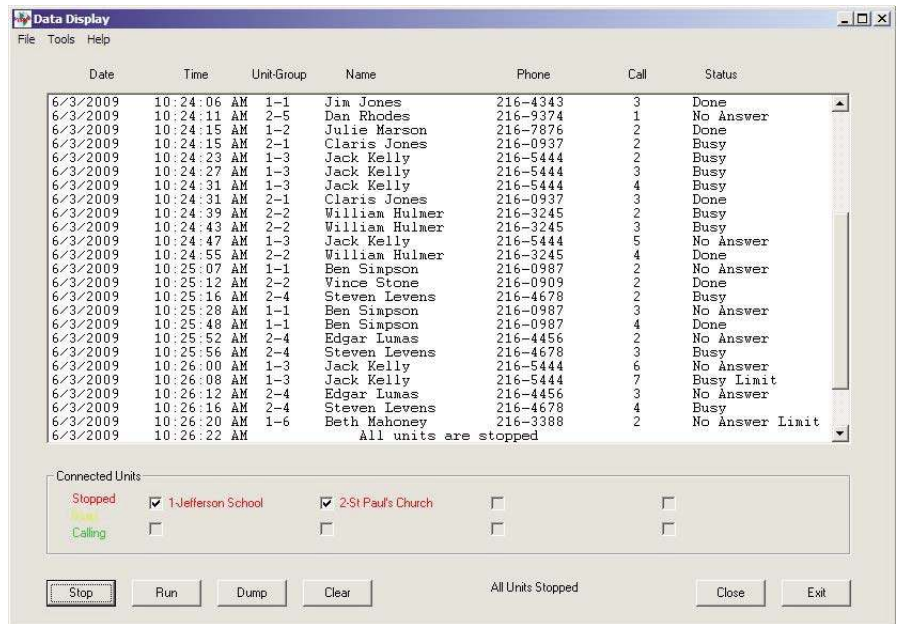 Data Display
File Tools Help
Date Time Unit-Group Name Phone Call Status
6/3/2009 10:24:06 AM 1-1 Jim Jones 216-4343 3 Done
6/3/2009 10:24:11 AM 2-5 Dan Rhodes 216-9374 1 No Answer
6/3/2009 10:24:15 AM 1-2 Julie Marson 216-7876 2 Done
6/3/2009 10:24:15 AM 2-1 Claris Jones 216-0937 2 Busy
6/3/2009 10:24:23 AM 1-3 Jack Kelly 216-5444 2 Busy
6/3/2009 10:24:27 AM 1-3 Jack Kelly 216-5444 3 Busy
6/3/2009 10:24:31 AM 1-3 Jack Kelly 216-5444 4 Busy
6/3/2009 10:24:31 AM 2-1 Claris Jones 216-0937 3 Done
6/3/2009 10:24:39 AM 2-2 William Hulmer 216-3245 2 Busy
6/3/2009 10:24:43 AM 2-2 William Hulmer 216-3245 3 Busy
6/3/2009 10:24:47 AM 1-3 Jack Kelly 216-5444 5 No Answer
6/3/2009 10:24:55 AM 2-2 William Hulmer 216-3245 4 Done
6/3/2009 10:25:07 AM 1-1 Ben Simpson 216-0987 2 No Answer
6/3/2009 10:25:12 AM 2-2 Vince Stone 216-0909 2 Done
6/3/2009 10:25:16 AM 2-4 Steven Levens 216-4678 2 Busy
6/3/2009 10:25:28 AM 1-1 Ben Simpson 216-0987 3 No Answer
6/3/2009 10:25:48 AM 1-1 Ben Simpson 216-0987 4 Done
6/3/2009 10:25:52 AM 2-4 Edgar Lumas 216-4456 2 No Answer
6/3/2009 10:25:56 AM 2-4 Steven Levens 216-4678 3 Busy
6/3/2009 10:26:00 AM 1-3 Jack Kelly 216-5444 6 No Answer
6/3/2009 10:26:08 AM 1-3 Jack Kelly 216-5444 7 Busy Limit
6/3/2009 10:26:12 AM 2-4 Edgar Lumas 216-4456 3 No Answer
6/3/2009 10:26:16 AM 2-4 Steven Levens 216-4678 4 Busy
6/3/2009 10:26:20 AM 1-6 Beth Mahoney 216-3388 2 No Answer Limit
6/3/2009 10:26:22 AM All units are stopped
Connected Units
Stopped 1-Jefferson School 2-St Paul's Church
Calling
Stop Run Dump Clear All Units Stopped Close Exit